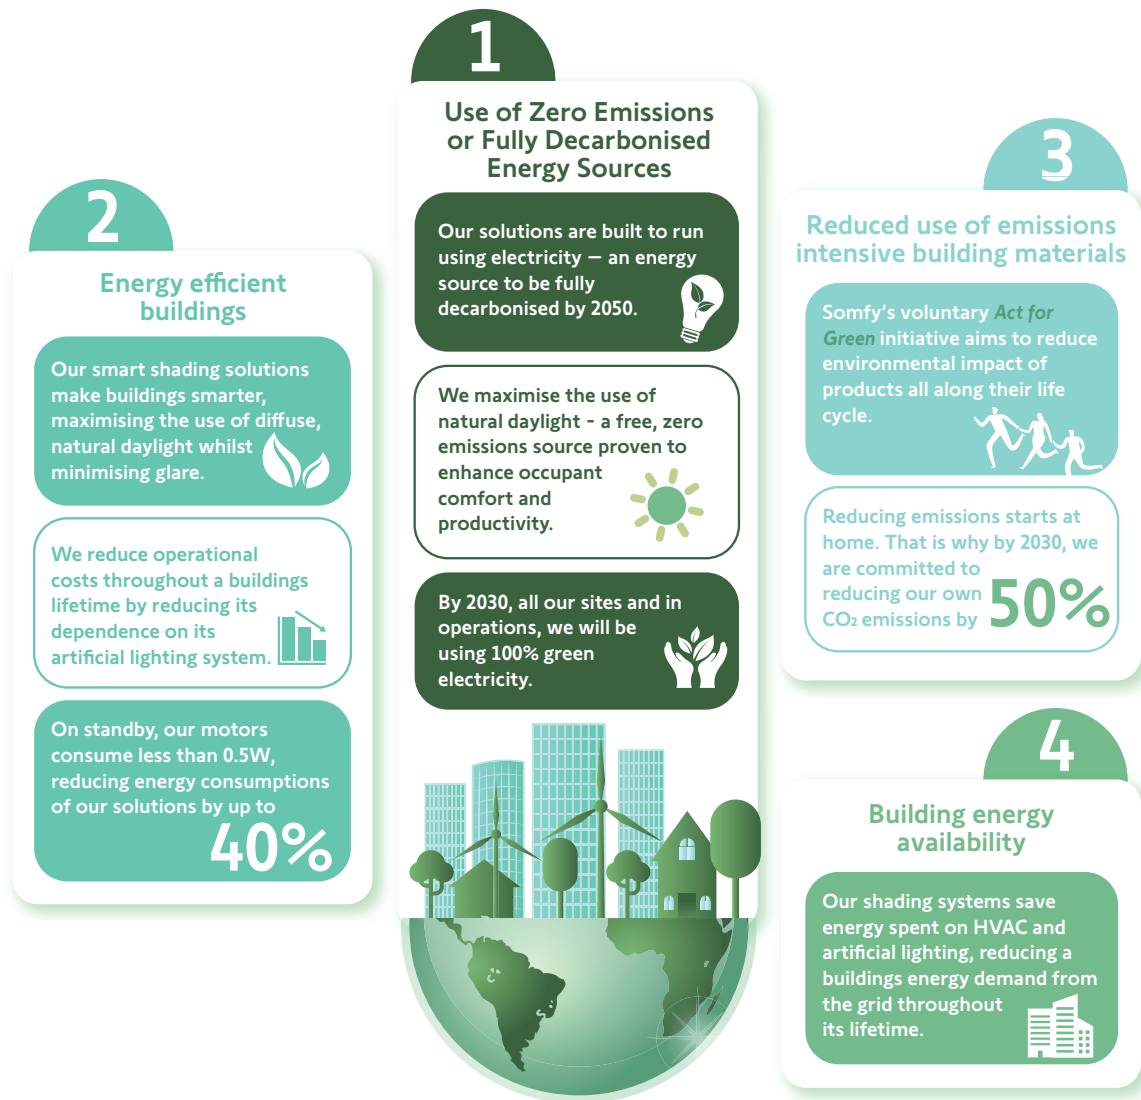 1
Use of Zero Emissions
or Fully Decarbonised
Energy Sources
Our solutions are built to run
using electricity – an energy
source to be fully
decarbonised by 2050.
We maximise the use of
natural daylight - a free, zero
emissions source proven to
enhance occupant
comfort and
productivity.
By 2030, all our sites and in
operations, we will be
using 100% green
electricity.
2
Energy efficient
buildings
Our smart shading solutions
make buildings smarter,
maximising the use of diffuse,
natural daylight whilst
minimising glare.
We reduce operational
costs throughout a buildings
lifetime by reducing its
dependence on its
artificial lighting system.
On standby, our motors
consume less than 0.5W,
reducing energy consumptions
of our solutions by up to
40%
3
Reduced use of emissions
intensive building materials
Somfy's voluntary Act for
Green initiative aims to reduce
environmental impact of
products all along their life
cycle.
Reducing emissions starts at
home. That is why by 2030, we
are committed to
reducing our own
CO₂ emissions by 50%
4
Building energy
availability
Our shading systems save
energy spent on HVAC and
artificial lighting, reducing a
buildings energy demand from
the grid throughout
its lifetime.